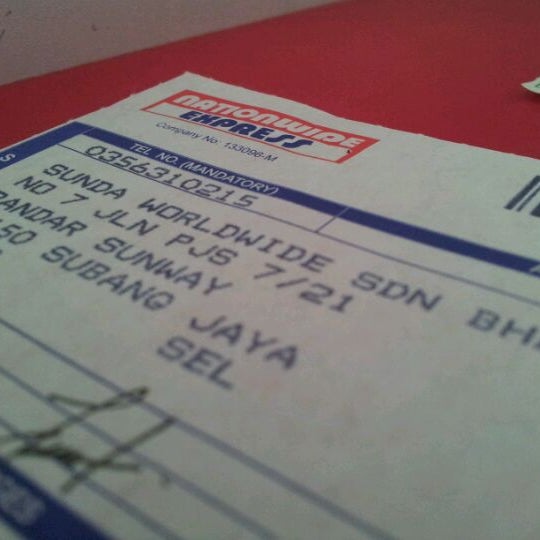 NATIONWIDE
EXPRESS
Company No. 133096-M
TEL NO. (MANDATORY)
0356310215
SUNDA WORLDWIDE SDN BH
NO 7 JLN PJS 7/21
BANDAR SUNWAY
SUBANG JAYA
SEL